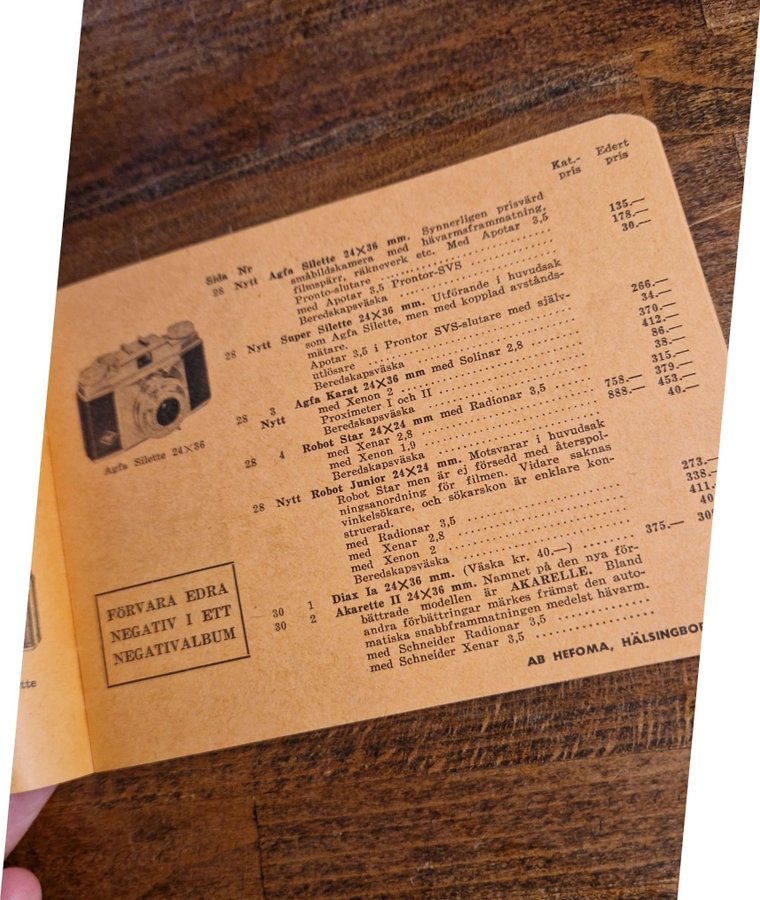 Kat.- Edert
pris pris
Sida Nr
28 Nytt Agfa Silette 24×36 mm. Synnerligen prisvärd
småbildskamera med hävarmsframmatning,
filmspärr, räkneverk etc. Med Apotar 3,5
Pronto-slutare .................... 135.—
med Apotar 3,5 Prontor-SVS .................... 178.—
Beredskapsväska .................... 30.—
28 Nytt Super Silette 24×36 mm. Utförande i huvudsak
som Agfa Silette, men med kopplad avstånds-
mätare.
Apotar 3,5 i Prontor SVS-slutare med själv-
utlösare .................... 266.—
Beredskapsväska .................... 34.—
28 3 Agfa Karat 24×36 mm med Solinar 2,8 370.—
Nytt med Xenon 2 .................... 412.—
Proximeter I och II .................... 86.—
Beredskapsväska .................... 38.—
28 4 Robot Star 24×24 mm med Radionar 3,5 315.—
med Xenar 2,8 .................... 758.— 379.—
med Xenon 1,9 .................... 888.— 453.—
Beredskapsväska .................... 40.—
28 Nytt Robot Junior 24×24 mm. Motsvarar i huvudsak
Robot Star men är ej försedd med återspol-
ningsanordning för filmen. Vidare saknas
vinkelsökare, och sökarskon är enklare kon-
struerad.
med Radionar 3,5 .................... 273.—
med Xenar 2,8 .................... 338.—
med Xenon 2 .................... 411.
Beredskapsväska .................... 40
30 1 Diax Ia 24×36 mm. (Väska kr. 40.—) ........ 375.—
30 2 Akarette II 24×36 mm. Namnet på den nya för-
bättrade modellen är AKARELLE. Bland
andra förbättringar märkes främst den auto-
matiska snabbframmatningen medelst hävarm.
med Schneider Radionar 3,5 ....................
med Schneider Xenar 3,5 ....................
AB HEFOMA, HÄLSINGBOR
Agfa Silette 24×36
FÖRVARA EDRA
NEGATIV I ETT
NEGATIVALBUM
tte